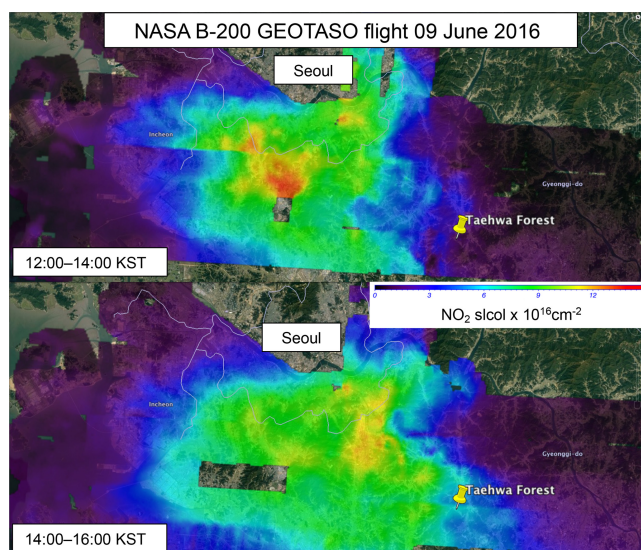 NASA B-200 GEOTASO flight 09 June 2016
Seoul
Incheon
Gyeonggi-do
Taehwa Forest
12:00–14:00 KST
0 3 6 9 12
NO₂ slcol x 10¹⁶cm⁻²
Seoul
Incheon
Gyeonggi-do
Taehwa Forest
14:00–16:00 KST